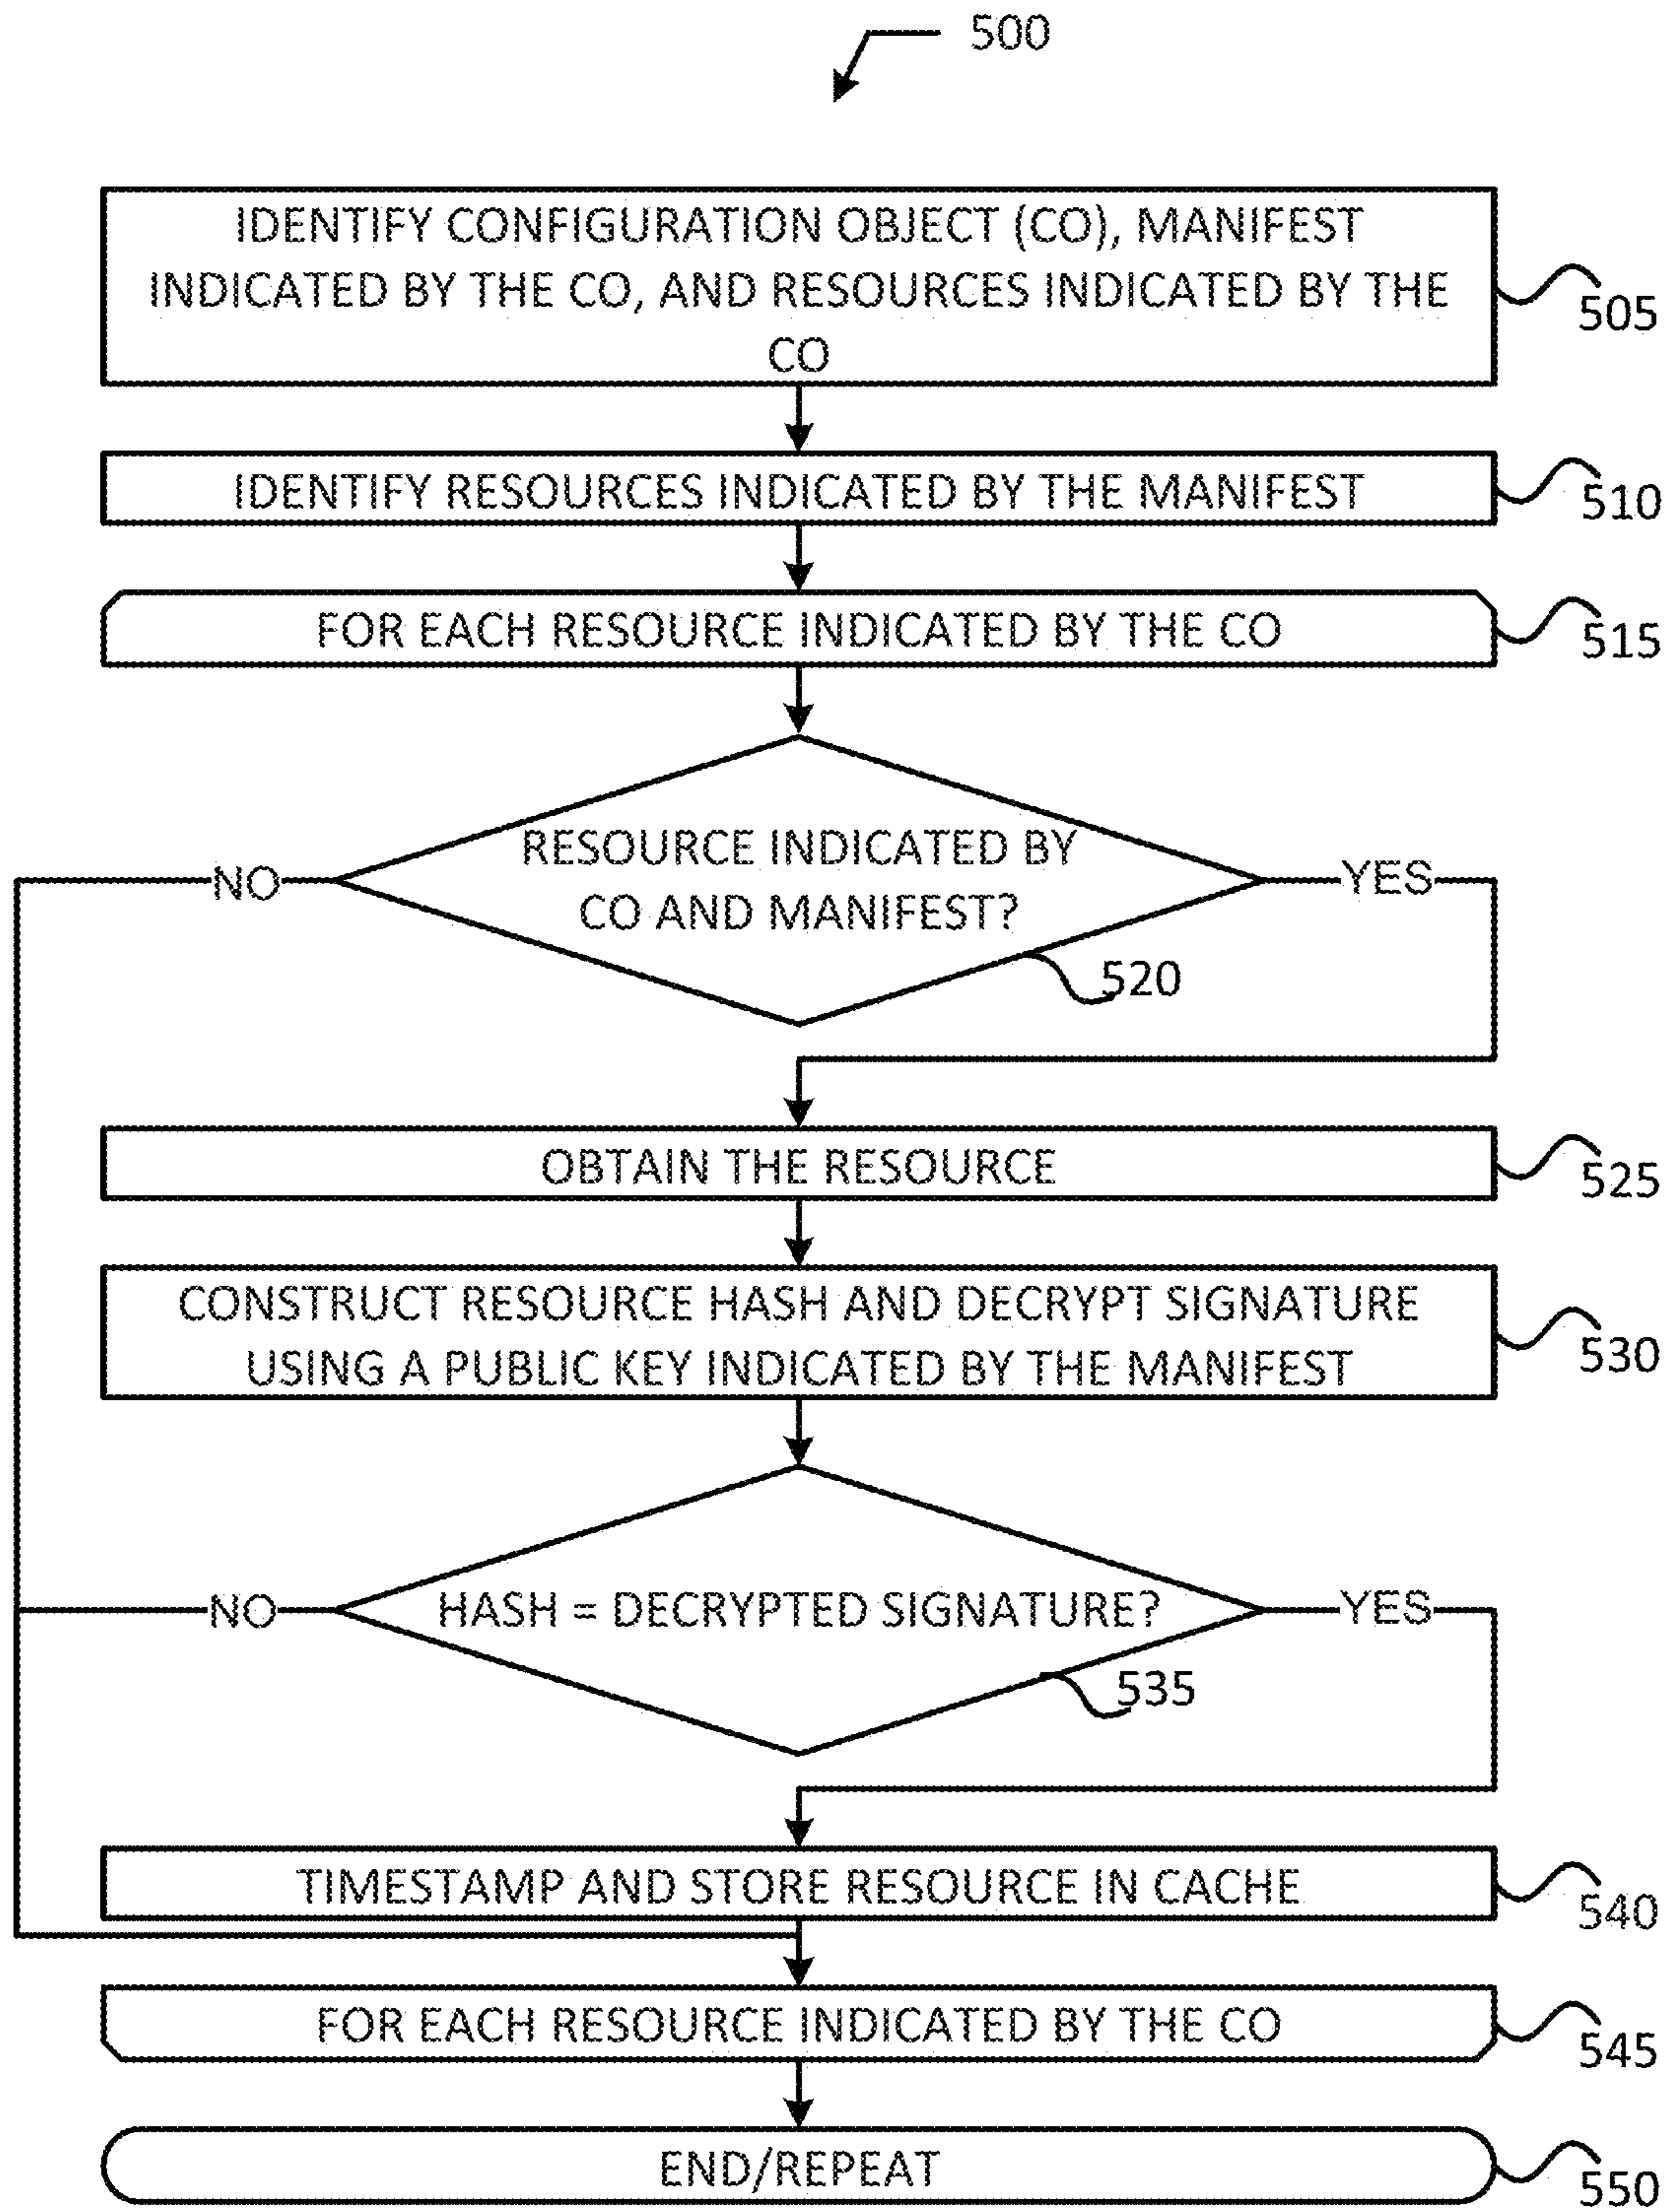 500
IDENTIFY CONFIGURATION OBJECT (CO), MANIFEST
INDICATED BY THE CO, AND RESOURCES INDICATED BY THE
CO
505
IDENTIFY RESOURCES INDICATED BY THE MANIFEST
510
FOR EACH RESOURCE INDICATED BY THE CO
515
RESOURCE INDICATED BY
CO AND MANIFEST?
NO
YES
520
OBTAIN THE RESOURCE
525
CONSTRUCT RESOURCE HASH AND DECRYPT SIGNATURE
USING A PUBLIC KEY INDICATED BY THE MANIFEST
530
NO
HASH = DECRYPTED SIGNATURE?
YES
535
TIMESTAMP AND STORE RESOURCE IN CACHE
540
FOR EACH RESOURCE INDICATED BY THE CO
545
END/REPEAT
550